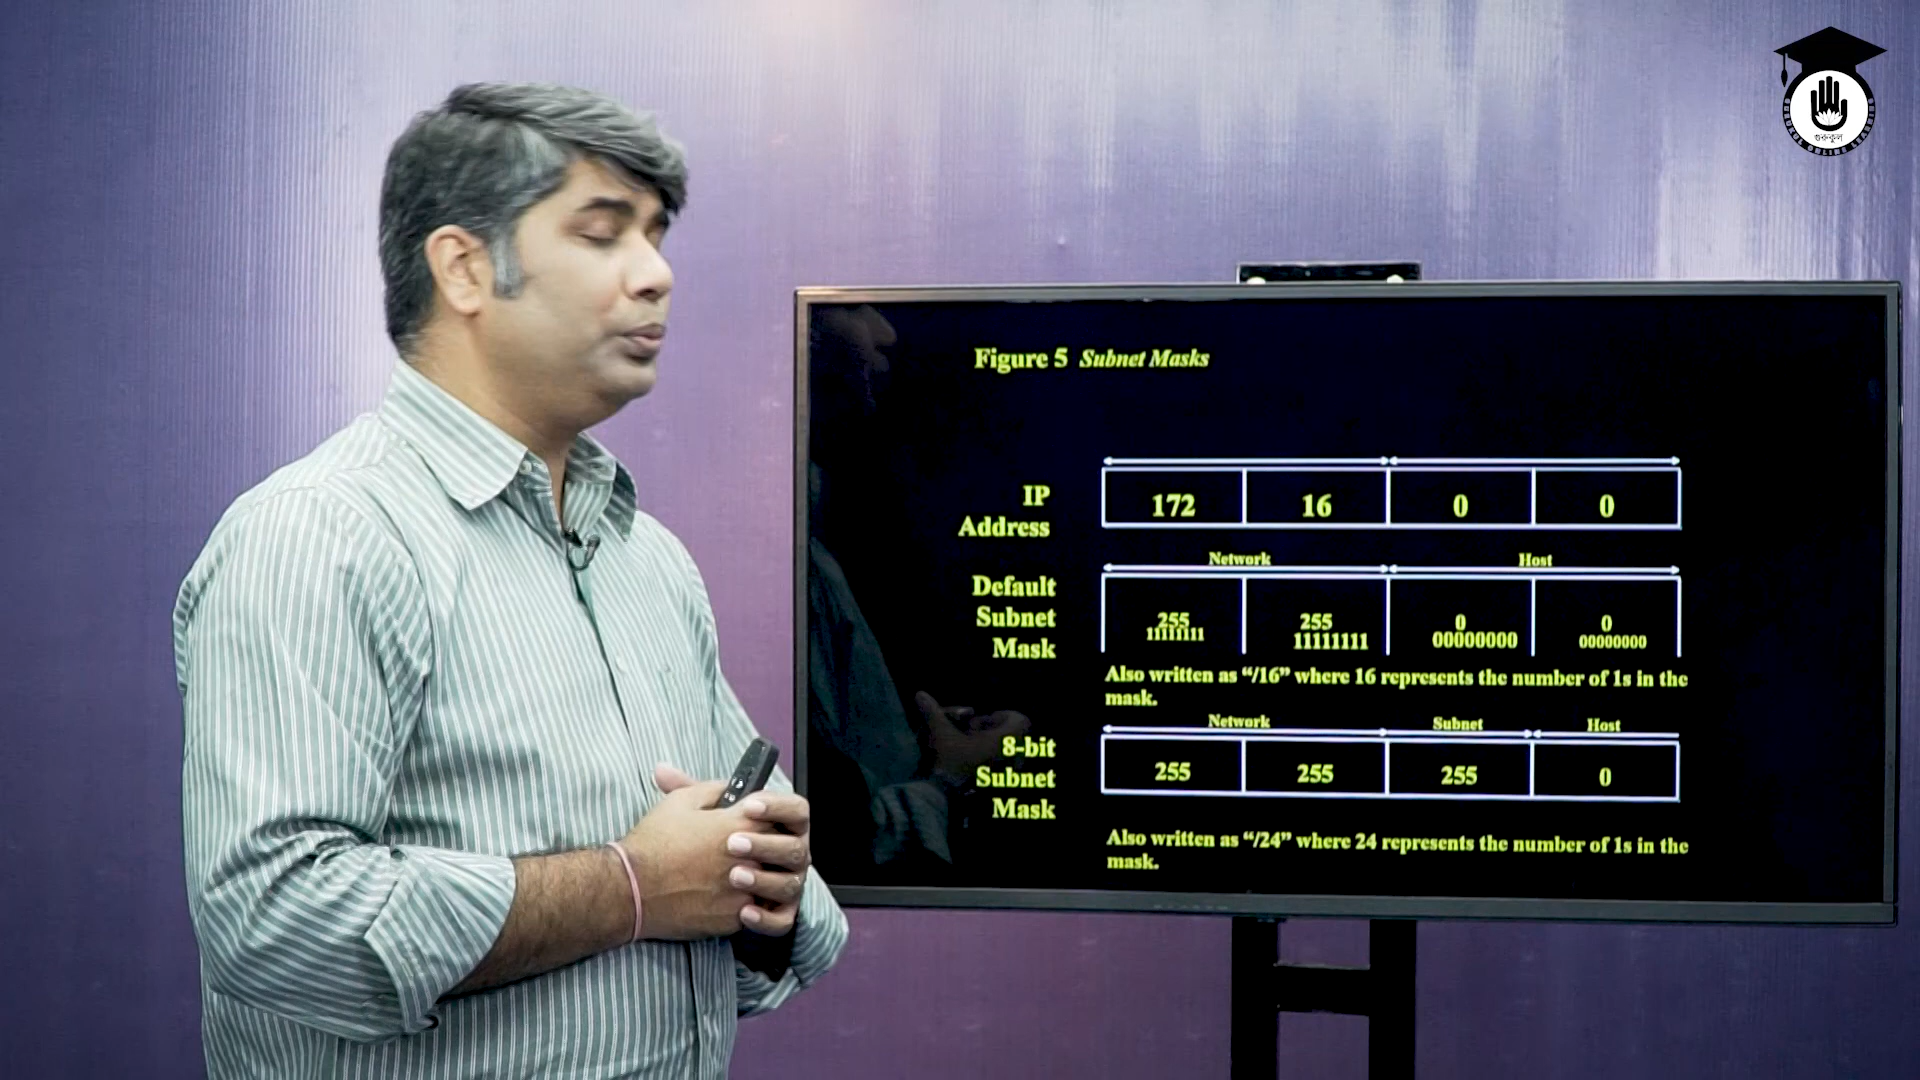 গুরুকুল
GURUKUL ONLINE LEARNING
Figure 5 Subnet Masks
IP
Address
172 16 0 0
Network Host
Default
Subnet
Mask
255 255 0 0
11111111 11111111 00000000 00000000
Also written as “/16” where 16 represents the number of 1s in the
mask.
Network Subnet Host
8-bit
Subnet
Mask
255 255 255 0
Also written as “/24” where 24 represents the number of 1s in the
mask.